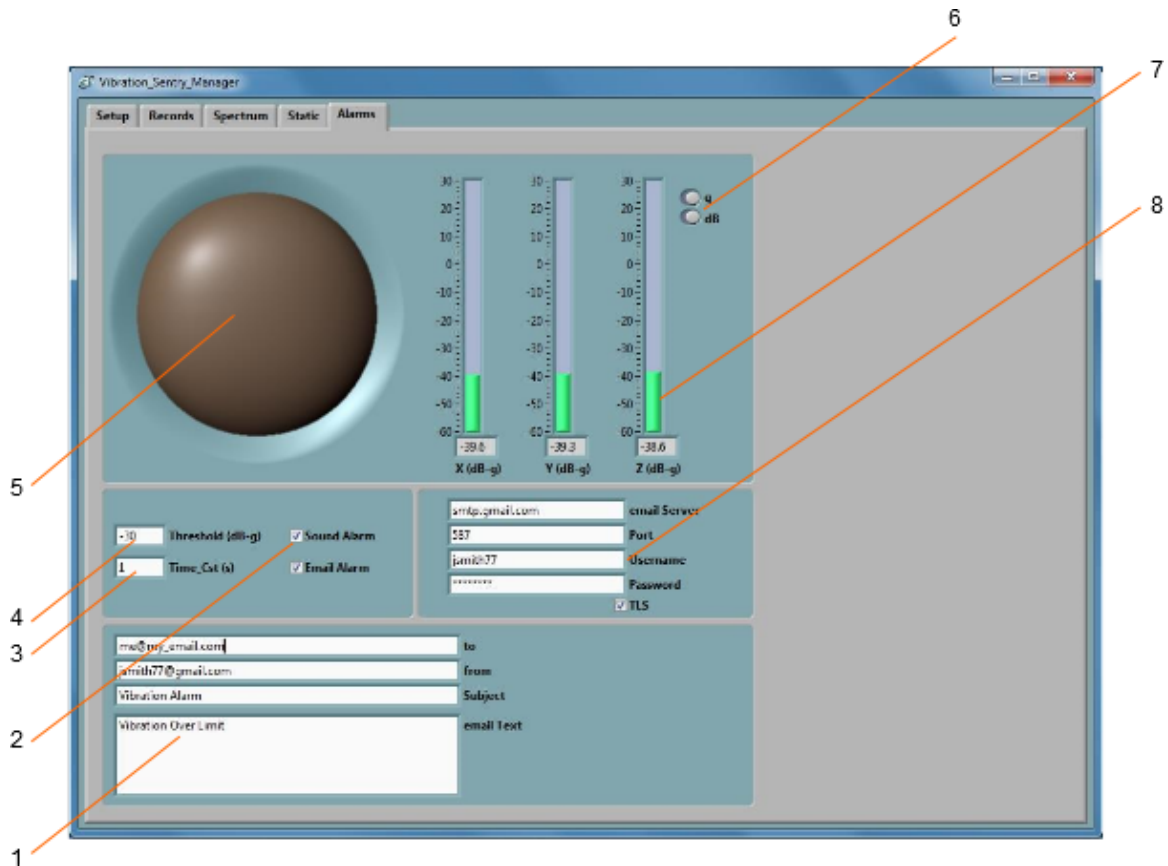 6
7
8
Vibration_Sentry_Manager
Setup Records Spectrum Static Alarms
30 30 30
20 20 20
10 10 10
0 0 0
-10 -10 -10
-20 -20 -20
-30 -30 -30
-40 -40 -40
-50 -50 -50
-60 -60 -60
g
dB
-39.6 -39.3 -38.6
X (dB-g) Y (dB-g) Z (dB-g)
5
-30 Threshold (dB-g) Sound Alarm
1 Time_Cst (s) Email Alarm
smtp.gmail.com email Server
587 Port
jsmith77 Username
******** Password
TLS
4
3
me@my_email.com to
jsmith77@gmail.com from
Vibration Alarm Subject
Vibration Over Limit email Text
2
1